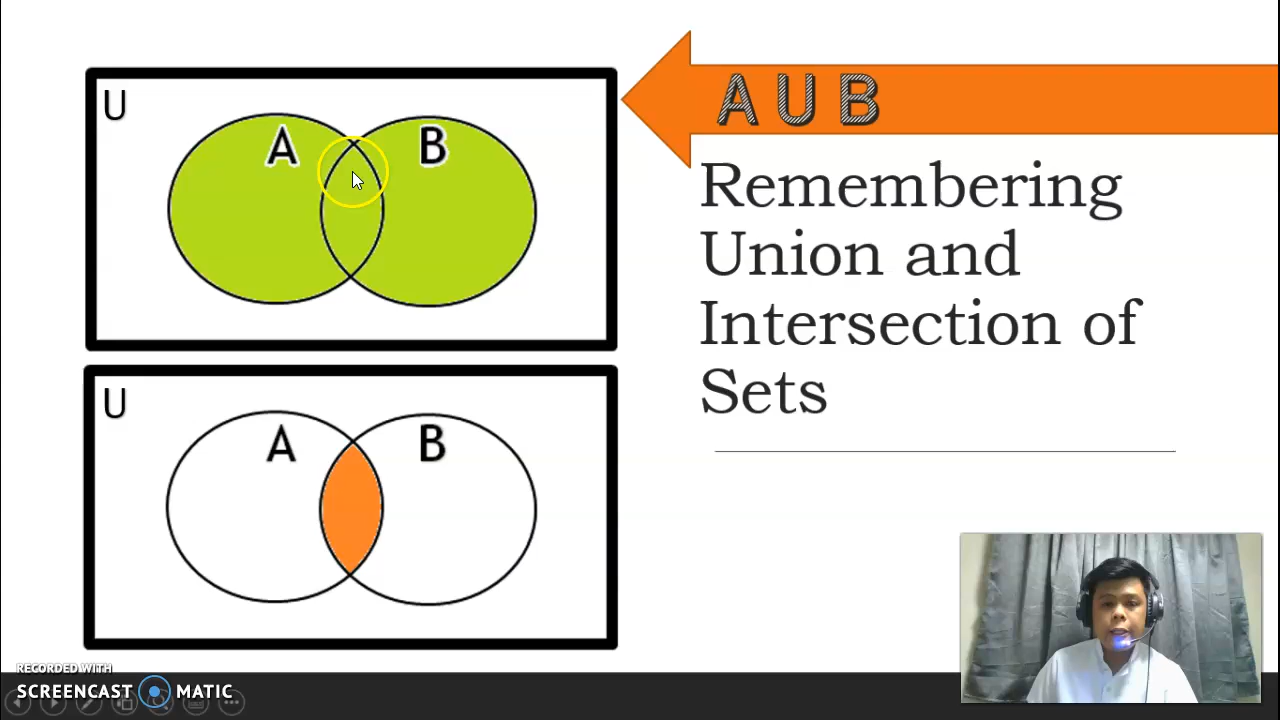 U
A B
A U B
Remembering
Union and
Intersection of
Sets
U
A B
RECORDED WITH
SCREENCAST MATIC